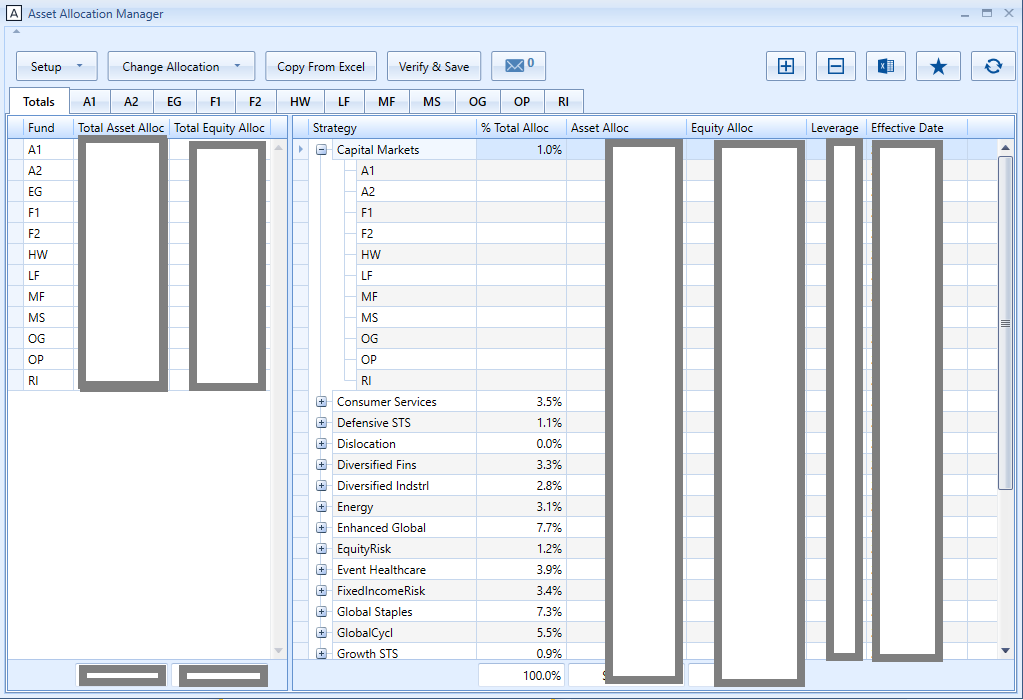 A Asset Allocation Manager
Setup Change Allocation Copy From Excel Verify & Save 0
Totals A1 A2 EG F1 F2 HW LF MF MS OG OP RI
Fund Total Asset Alloc Total Equity Alloc Strategy % Total Alloc Asset Alloc Equity Alloc Leverage Effective Date
A1 Capital Markets 1.0%
A2 A1
EG A2
F1 F1
F2 F2
HW HW
LF LF
MF MF
MS MS
OG OG
OP OP
RI RI
Consumer Services 3.5%
Defensive STS 1.1%
Dislocation 0.0%
Diversified Fins 3.3%
Diversified Indstrl 2.8%
Energy 3.1%
Enhanced Global 7.7%
EquityRisk 1.2%
Event Healthcare 3.9%
FixedIncomeRisk 3.4%
Global Staples 7.3%
GlobalCycl 5.5%
Growth STS 0.9%
100.0%